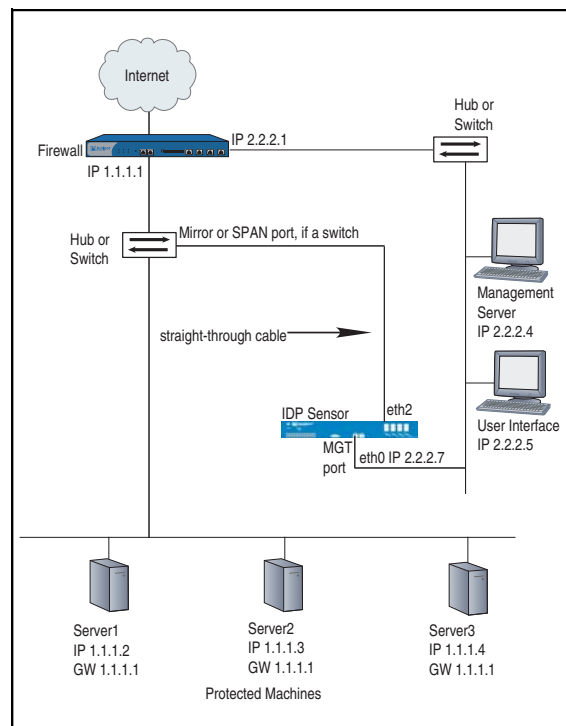 Internet
Hub or
Switch
IP 2.2.2.1
Firewall
IP 1.1.1.1
Mirror or SPAN port, if a switch
Hub or
Switch
Management
Server
IP 2.2.2.4
straight-through cable
IDP Sensor
eth2
User Interface
IP 2.2.2.5
MGT
port
eth0 IP 2.2.2.7
Server1
IP 1.1.1.2
GW 1.1.1.1
Server2
IP 1.1.1.3
GW 1.1.1.1
Server3
IP 1.1.1.4
GW 1.1.1.1
Protected Machines